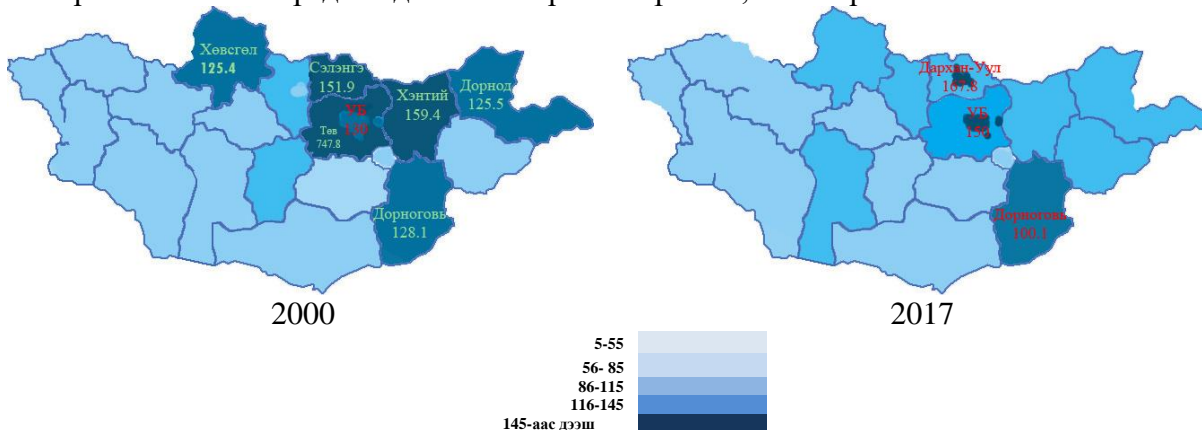 Хөвсгөл
125.4
Сэлэнгэ
151.9
Хэнтий
159.4
Дорнод
125.5
УБ
Төв
747.8
Дорноговь
128.1
2000
Дархан-Уул
167.8
УБ
Дорноговь
100.1
2017
5-55
56- 85
86-115
116-145
145-аас дээш